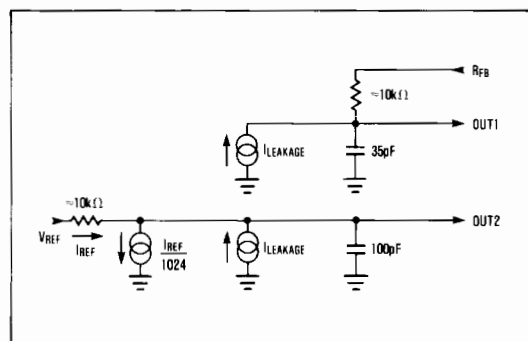 RFB
≈10kΩ
OUT1
ILEAKAGE
35pF
≈10kΩ
VREF
IREF
IREF
1024
ILEAKAGE
100pF
OUT2